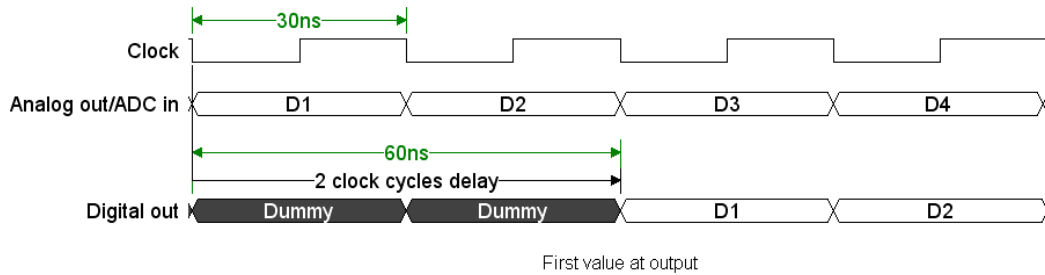 30ns
Clock
Analog out/ADC in D1 D2 D3 D4
60ns
2 clock cycles delay
Digital out Dummy Dummy D1 D2
First value at output